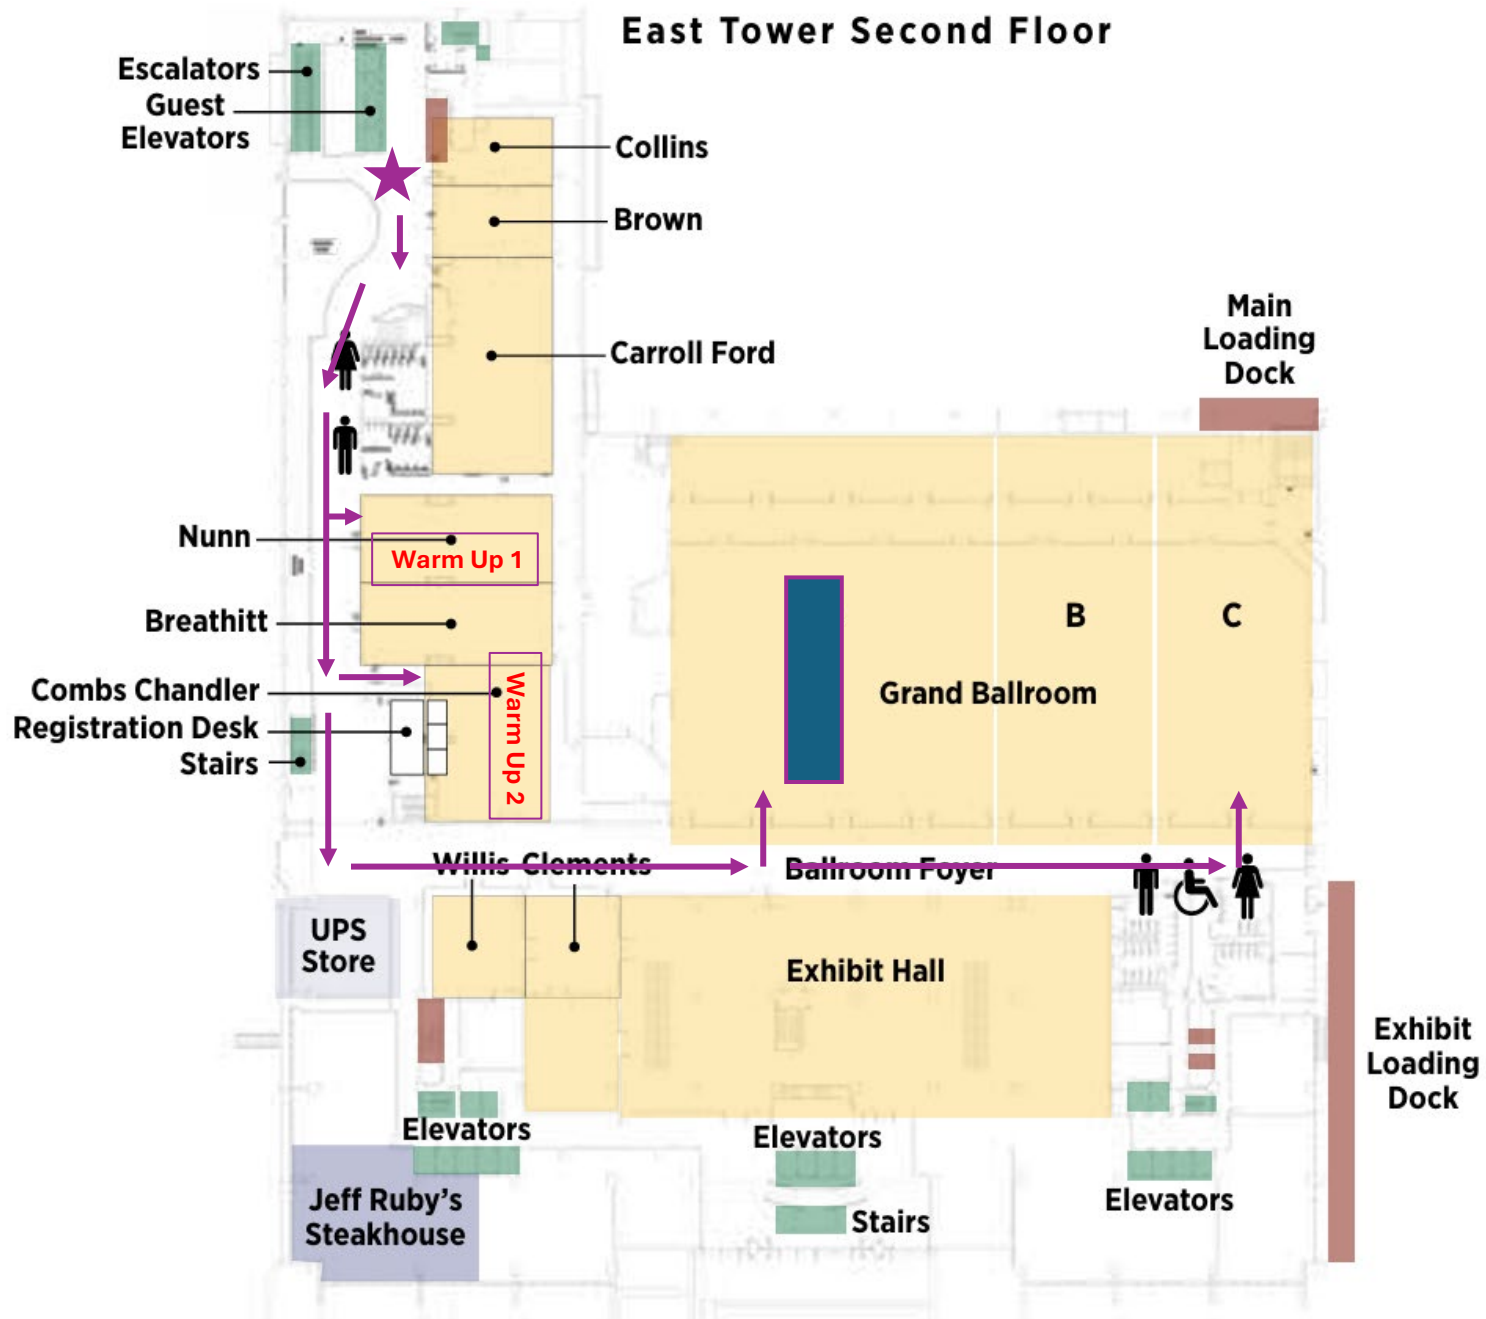 East Tower Second Floor
Escalators
Guest
Elevators
Collins
Brown
Carroll Ford
Main
Loading
Dock
Nunn
Warm Up 1
Breathitt
B
C
Combs Chandler
Registration Desk
Stairs
Warm Up 2
Grand Ballroom
Willis
Clements
Ballroom Foyer
UPS
Store
Exhibit Hall
Exhibit
Loading
Dock
Elevators
Elevators
Elevators
Jeff Ruby's
Steakhouse
Stairs